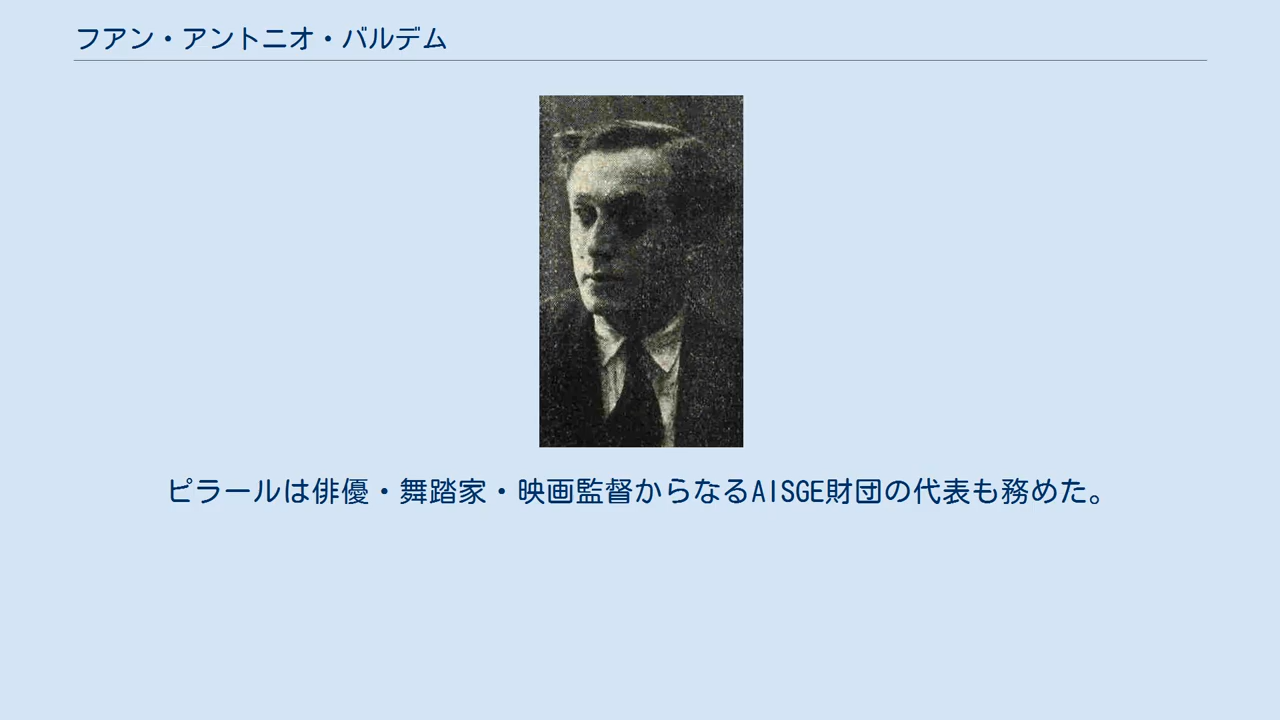 フアン・アントニオ・バルデム
ピラールは俳優・舞踏家・映画監督からなるAISGE財団の代表も務めた。